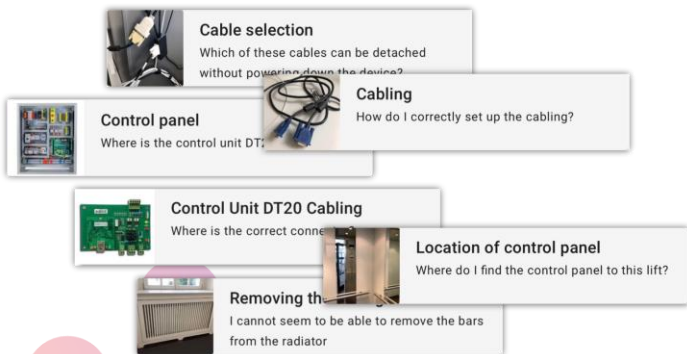 Cable selection
Which of these cables can be detached
without powering down the device?
Cabling
How do I correctly set up the cabling?
Control panel
Where is the control unit DT2
Control Unit DT20 Cabling
Where is the correct conne
Location of control panel
Where do I find the control panel to this lift?
Removing th
I cannot seem to be able to remove the bars
from the radiator